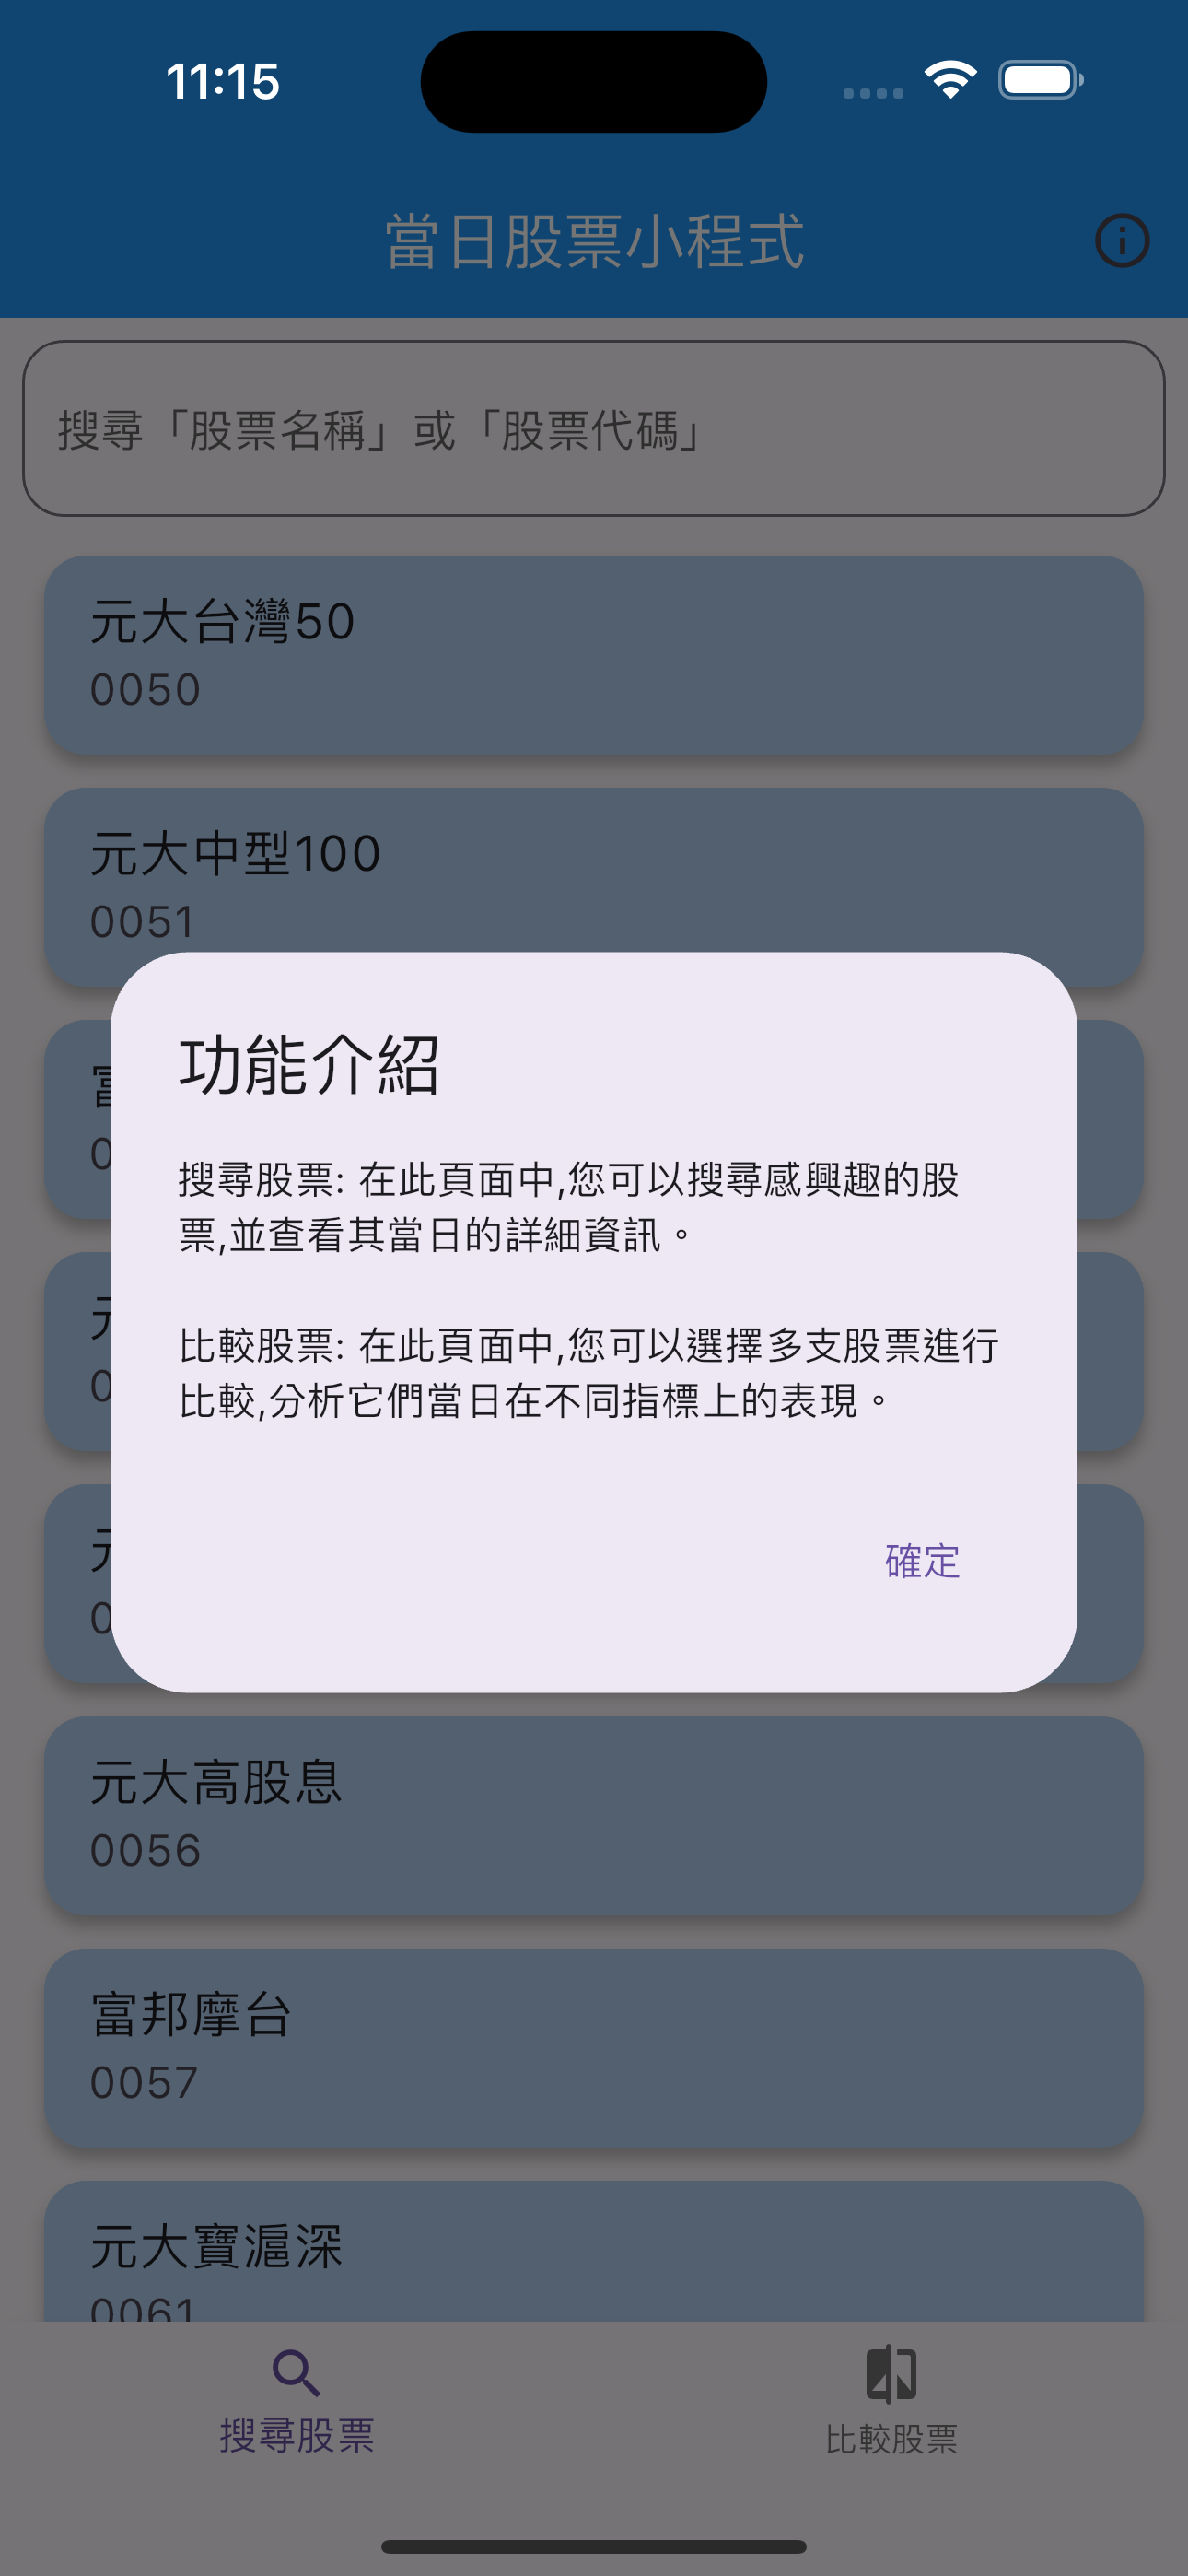 11:15
當日股票小程式
搜尋「股票名稱」或「股票代碼」
元大台灣50
0050
元大中型100
0051
功能介紹
搜尋股票: 在此頁面中,您可以搜尋感興趣的股
票,並查看其當日的詳細資訊。
比較股票: 在此頁面中,您可以選擇多支股票進行
比較,分析它們當日在不同指標上的表現。
確定
元大高股息
0056
富邦摩台
0057
元大寶滬深
0061
搜尋股票
比較股票